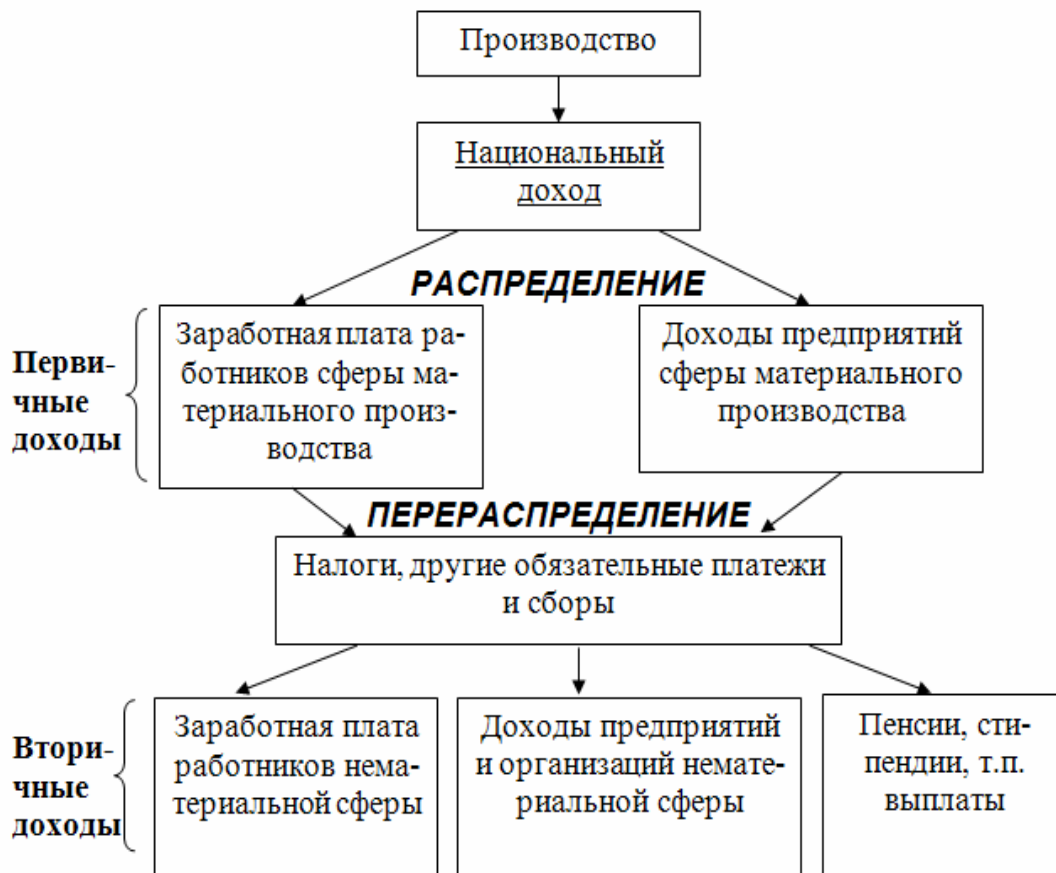 Производство
Национальный
доход
РАСПРЕДЕЛЕНИЕ
Перви-
чные
доходы
Заработная плата ра-
ботников сферы ма-
териального произ-
водства
Доходы предприятий
сферы материального
производства
ПЕРЕРАСПРЕДЕЛЕНИЕ
Налоги, другие обязательные платежи
и сборы
Втори-
чные
доходы
Заработная плата
работников нема-
териальной сферы
Доходы предприятий
и организаций немате-
риальной сферы
Пенсии, сти-
пендии, т.п.
выплаты